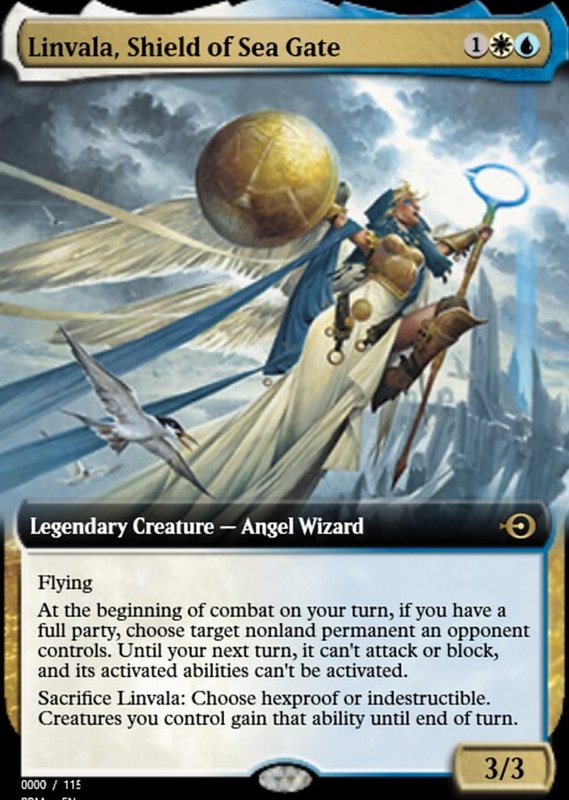 Linvala, Shield of Sea Gate 1
Legendary Creature — Angel Wizard
Flying
At the beginning of combat on your turn, if you have a
full party, choose target nonland permanent an opponent
controls. Until your next turn, it can't attack or block,
and its activated abilities can't be activated.
Sacrifice Linvala: Choose hexproof or indestructible.
Creatures you control gain that ability until end of turn.
3/3
0000 / 115